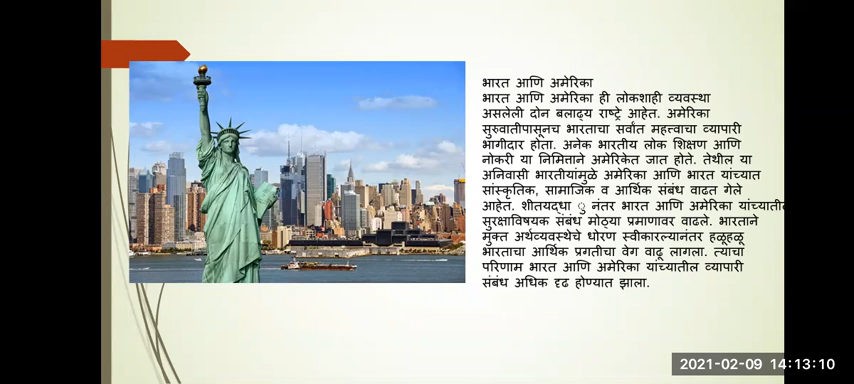 भारत आणि अमेरिका
भारत आणि अमेरिका ही लोकशाही व्यवस्था
असलेली दोन बलाढ्य राष्ट्रे आहेत. अमेरिका
सुरुवातीपासूनच भारताचा सर्वांत महत्त्वाचा व्यापारी
भागीदार होता. अनेक भारतीय लोक शिक्षण आणि
नोकरी या निमित्ताने अमेरिकेत जात होते. तेथील या
अनिवासी भारतीयांमुळे अमेरिका आणि भारत यांच्यात
सांस्कृतिक, सामाजिक व आर्थिक संबंध वाढत गेले
आहेत. शीतयद्धा ु नंतर भारत आणि अमेरिका यांच्यातील
सुरक्षाविषयक संबंध मोठ्या प्रमाणावर वाढले. भारताने
मुक्त अर्थव्यवस्थेचे धोरण स्वीकारल्यानंतर हळूहळू
भारताचा आर्थिक प्रगतीचा वेग वाढू लागला. त्याचा
परिणाम भारत आणि अमेरिका यांच्यातील व्यापारी
संबंध अधिक दृढ होण्यात झाला.
2021-02-09 14:13:10